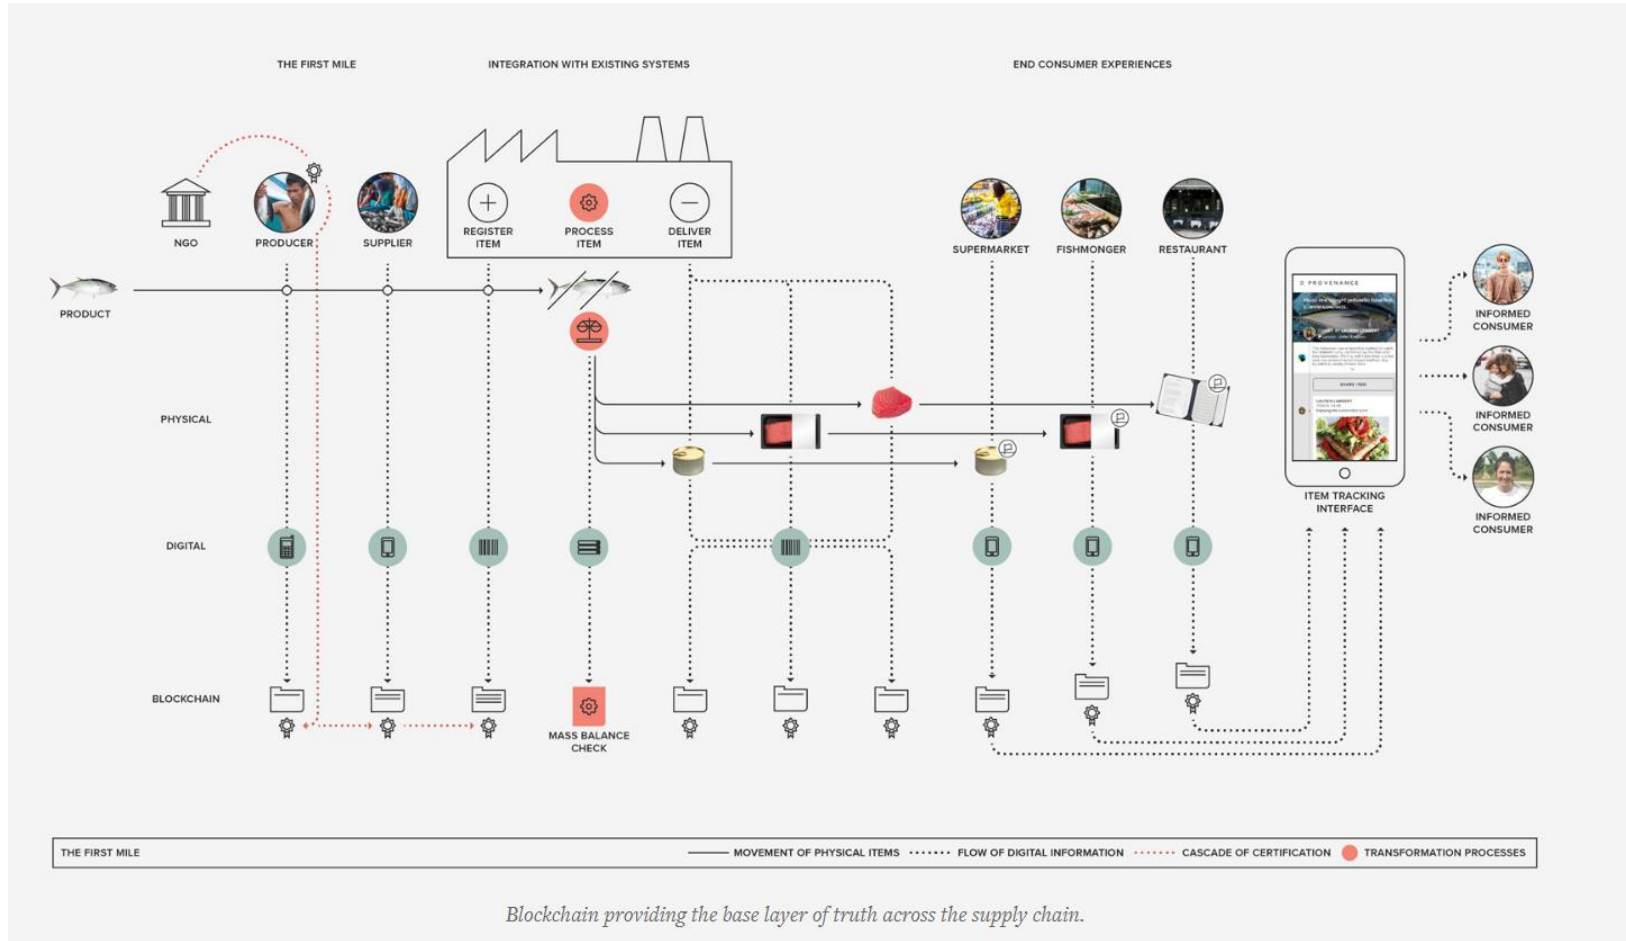 THE FIRST MILE
INTEGRATION WITH EXISTING SYSTEMS
END CONSUMER EXPERIENCES
NGO
PRODUCER
SUPPLIER
REGISTER
ITEM
PROCESS
ITEM
DELIVER
ITEM
SUPERMARKET
FISHMONGER
RESTAURANT
PRODUCT
PROVENANCE
SHARE ITEM
ITEM TRACKING
INTERFACE
INFORMED
CONSUMER
INFORMED
CONSUMER
INFORMED
CONSUMER
PHYSICAL
DIGITAL
BLOCKCHAIN
MASS BALANCE
CHECK
THE FIRST MILE
MOVEMENT OF PHYSICAL ITEMS
FLOW OF DIGITAL INFORMATION
CASCADE OF CERTIFICATION
TRANSFORMATION PROCESSES
Blockchain providing the base layer of truth across the supply chain.